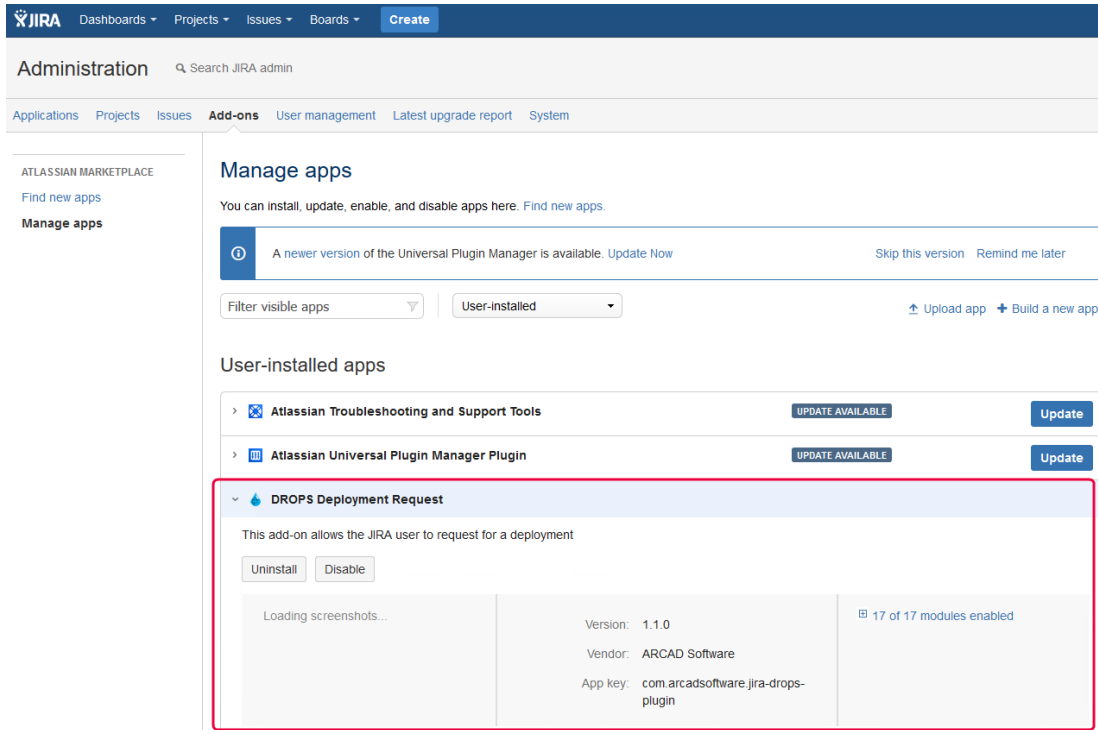 JIRA Dashboards Projects Issues Boards Create
Administration Search JIRA admin
Applications Projects Issues Add-ons User management Latest upgrade report System
ATLASSIAN MARKETPLACE
Find new apps
Manage apps
Manage apps
You can install, update, enable, and disable apps here. Find new apps.
A newer version of the Universal Plugin Manager is available. Update Now Skip this version Remind me later
Filter visible apps User-installed Upload app Build a new app
User-installed apps
Atlassian Troubleshooting and Support Tools UPDATE AVAILABLE Update
Atlassian Universal Plugin Manager Plugin UPDATE AVAILABLE Update
DROPS Deployment Request
This add-on allows the JIRA user to request for a deployment
Uninstall Disable
Loading screenshots...
Version: 1.1.0
Vendor: ARCAD Software
App key: com.arcadsoftware.jira-drops-
plugin
17 of 17 modules enabled